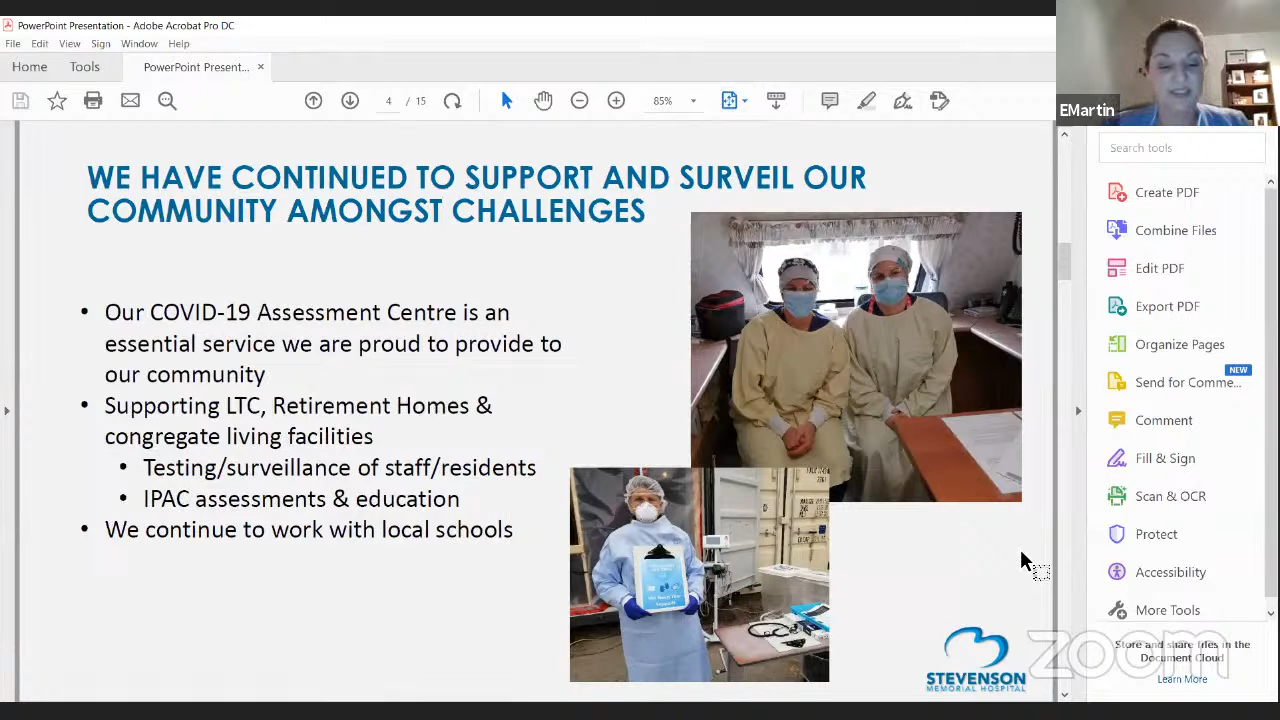 PowerPoint Presentation - Adobe Acrobat Pro DC
File Edit View Sign Window Help
Home Tools PowerPoint Present... ×
4 / 15 85%
EMartin
WE HAVE CONTINUED TO SUPPORT AND SURVEIL OUR
COMMUNITY AMONGST CHALLENGES
• Our COVID-19 Assessment Centre is an
essential service we are proud to provide to
our community
• Supporting LTC, Retirement Homes &
congregate living facilities
• Testing/surveillance of staff/residents
• IPAC assessments & education
• We continue to work with local schools
STEVENSON
MEMORIAL HOSPITAL
Search tools
Create PDF
Combine Files
Edit PDF
Export PDF
Organize Pages
NEW
Send for Comme...
Comment
Fill & Sign
Scan & OCR
Protect
Accessibility
More Tools
Store and share files in the
Document Cloud
Learn More
zoom